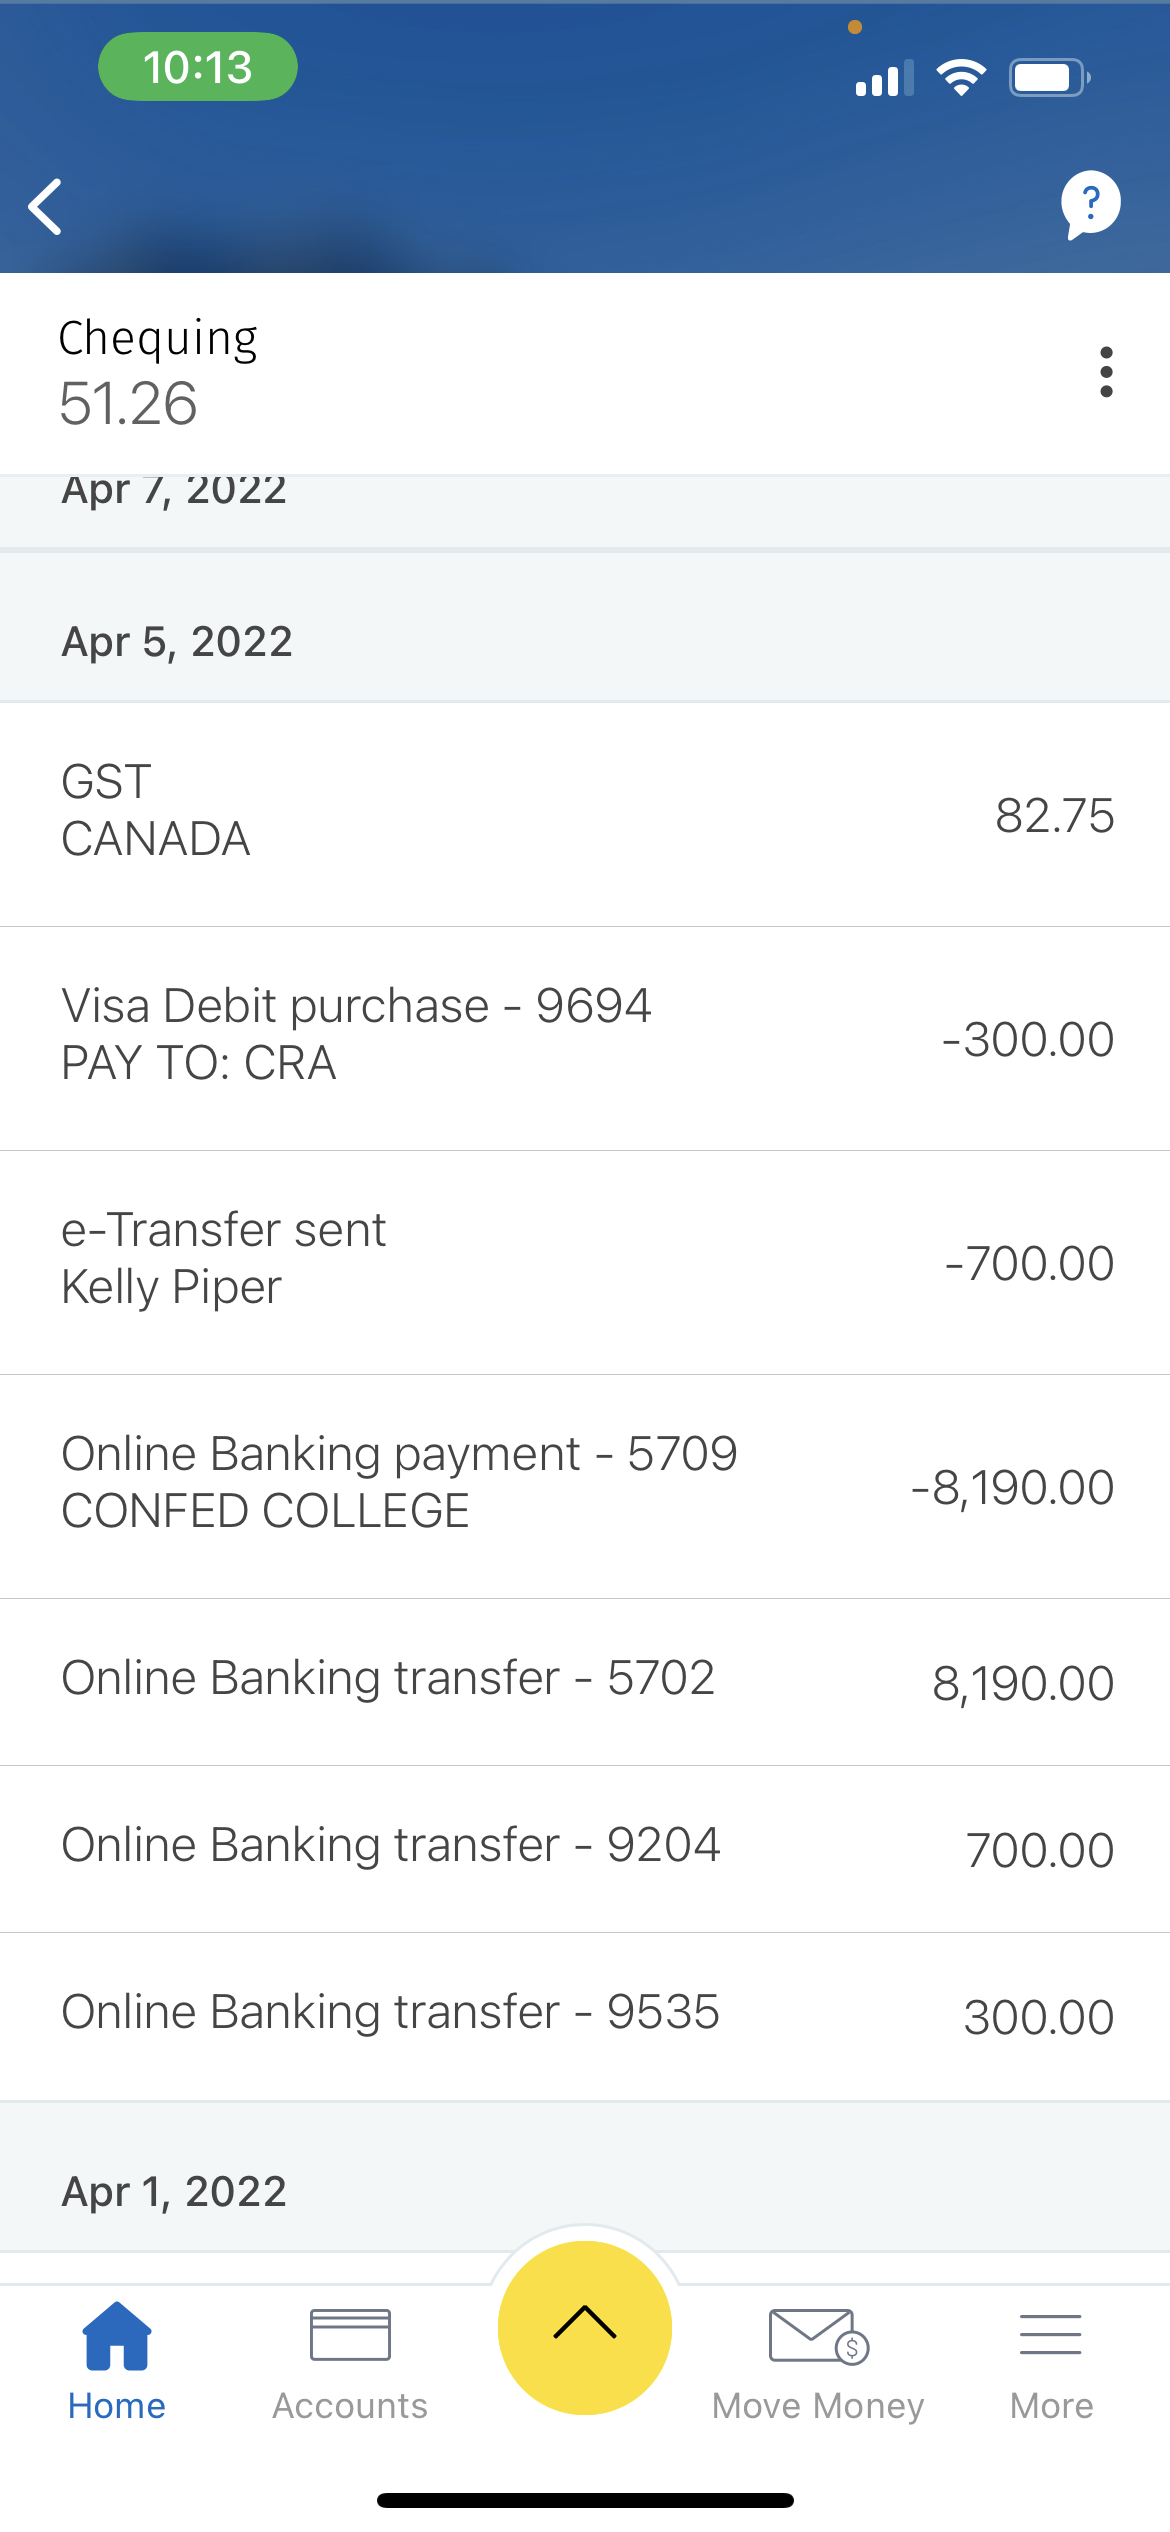 10:13
?
Chequing
51.26
Apr 7, 2022
Apr 5, 2022
GST
CANADA
82.75
Visa Debit purchase - 9694
PAY TO: CRA
-300.00
e-Transfer sent
Kelly Piper
-700.00
Online Banking payment - 5709
CONFED COLLEGE
-8,190.00
Online Banking transfer - 5702
8,190.00
Online Banking transfer - 9204
700.00
Online Banking transfer - 9535
300.00
Apr 1, 2022
$
Home
Accounts
Move Money
More